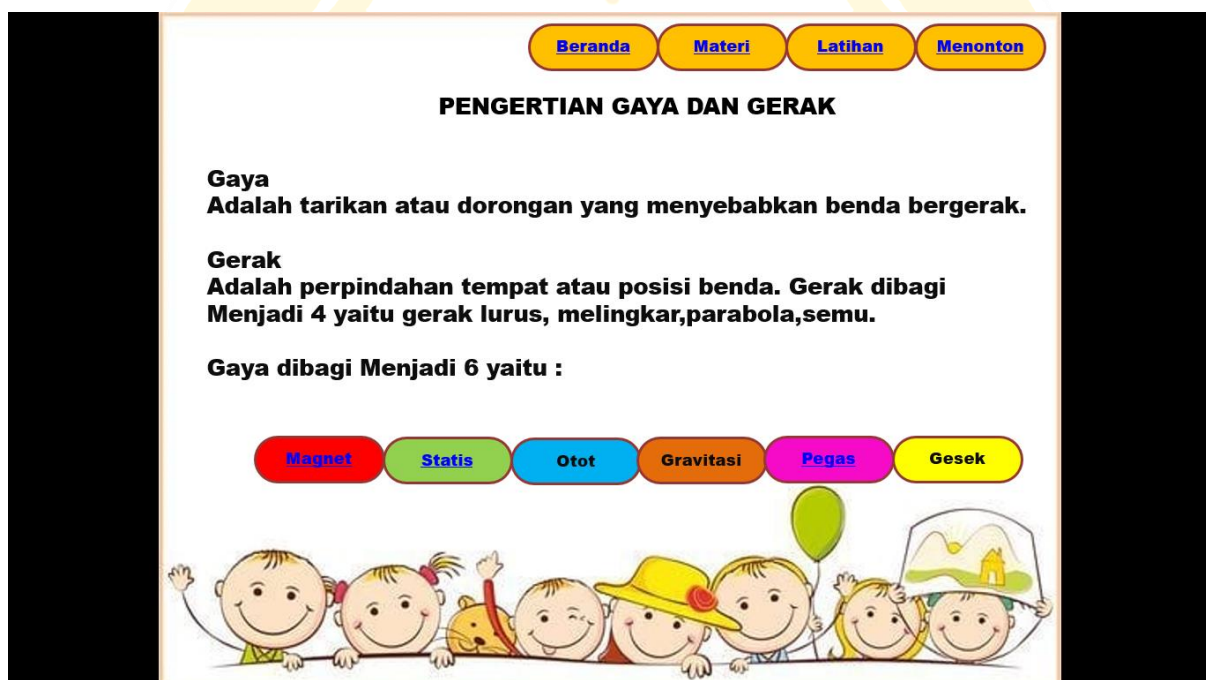 Beranda Materi Latihan Menonton
PENGERTIAN GAYA DAN GERAK
Gaya
Adalah tarikan atau dorongan yang menyebabkan benda bergerak.
Gerak
Adalah perpindahan tempat atau posisi benda. Gerak dibagi
Menjadi 4 yaitu gerak lurus, melingkar,parabola,semu.
Gaya dibagi Menjadi 6 yaitu :
Magnet Statis Otot Gravitasi Pegas Gesek